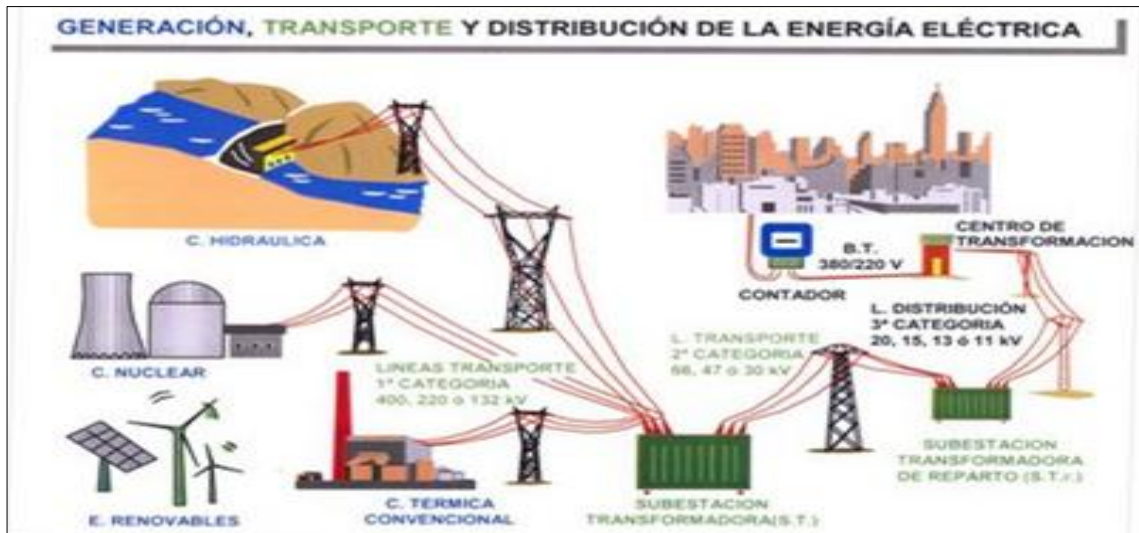 GENERACIÓN, TRANSPORTE Y DISTRIBUCIÓN DE LA ENERGÍA ELÉCTRICA
C. HIDRAULICA
CENTRO DE
TRANSFORMACION
B.T.
380/220 V
CONTADOR
L. DISTRIBUCIÓN
3ª CATEGORIA
20, 15, 13 ó 11 kV
L. TRANSPORTE
2ª CATEGORIA
66, 47 ó 30 kV
LINEAS TRANSPORTE
1ª CATEGORIA
400, 220 ó 132 kV
C. NUCLEAR
SUBESTACION
TRANSFORMADORA
DE REPARTO (S.T.r.)
E. RENOVABLES
C. TERMICA
CONVENCIONAL
SUBESTACION
TRANSFORMADORA(S.T.)